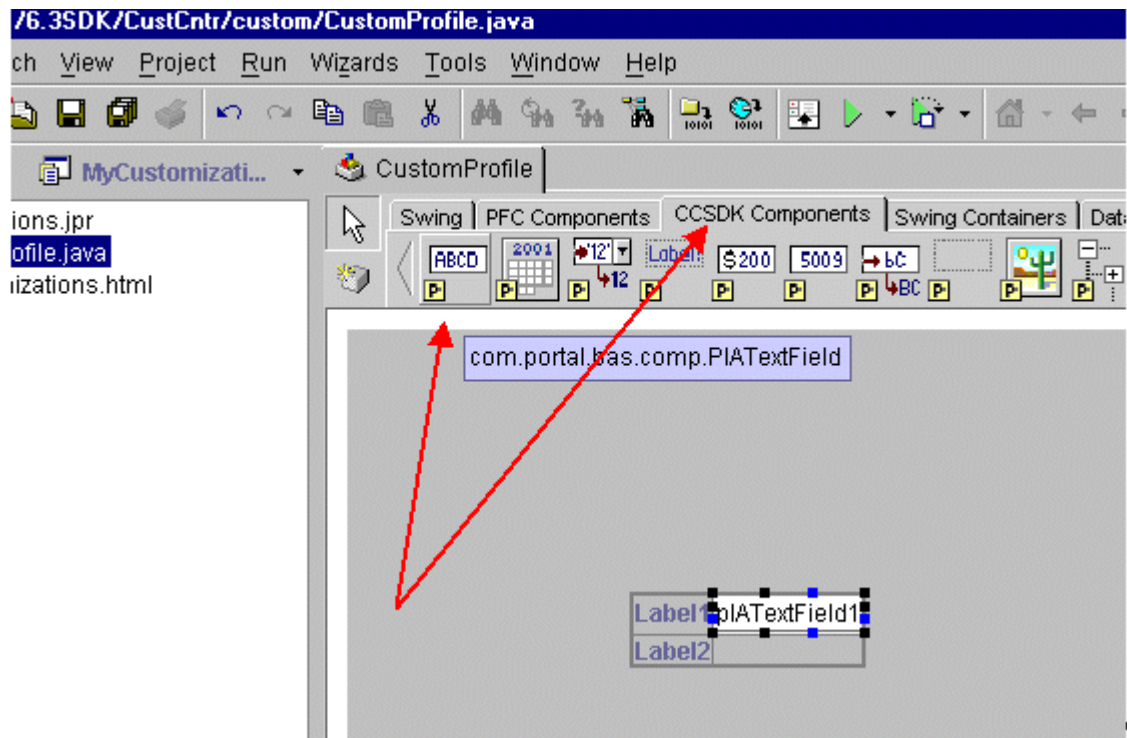 /6.3SDK/CustCntr/custom/CustomProfile.java
ch View Project Run Wizards Tools Window Help
MyCustomizati... CustomProfile
ions.jpr
ofile.java
izations.html
Swing PFC Components CCSDK Components Swing Containers Data
ABCD 2001 '12' 12 Label: $200 5009 bC BC
P P P P P P P P P P
com.portal.bas.comp.PIATextField
Label1 pIATextField1
Label2